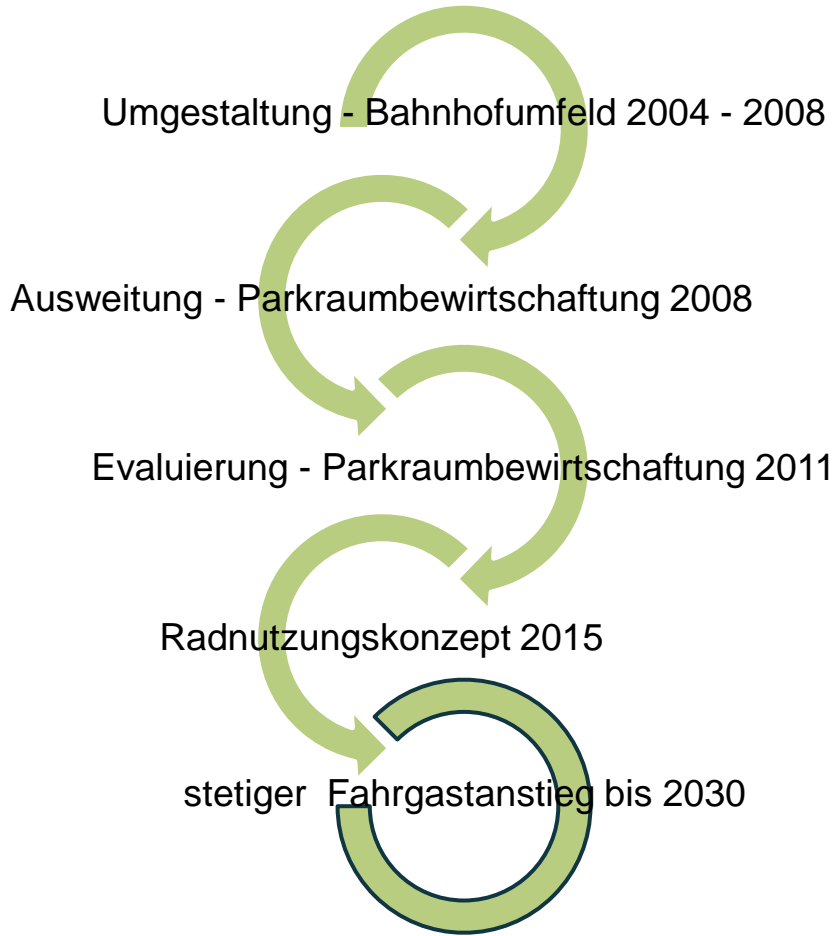 Umgestaltung - Bahnhofumfeld 2004 - 2008
Ausweitung - Parkraumbewirtschaftung 2008
Evaluierung - Parkraumbewirtschaftung 2011
Radnutzungskonzept 2015
stetiger  Fahrgastanstieg bis 2030